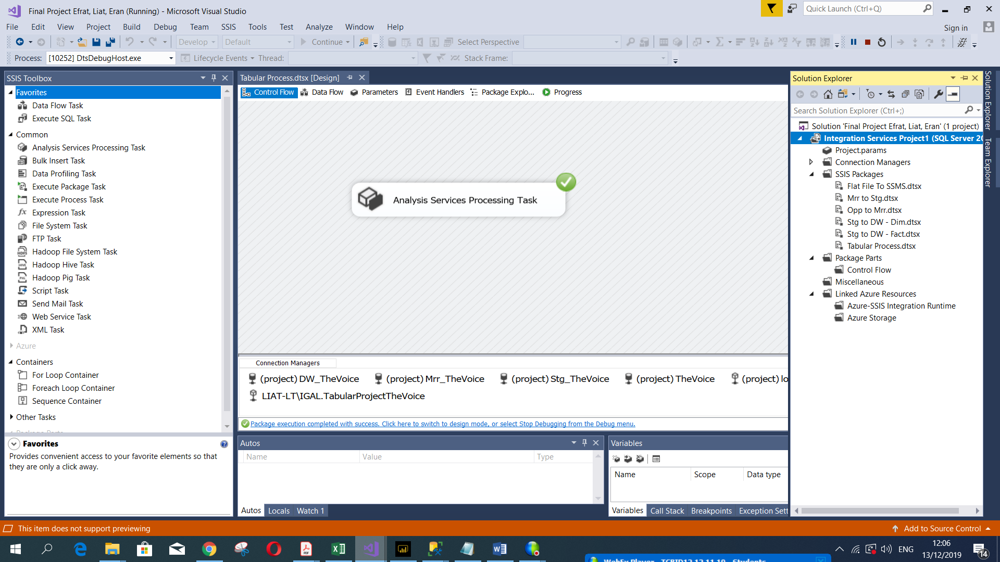 Final Project Efrat, Liat, Eran (Running) - Microsoft Visual Studio
Quick Launch (Ctrl+Q)
File Edit View Project Build Debug Team SSIS Tools Test Analyze Window Help
Sign in
Develop Default Continue Select Perspective
Process: [10252] DtsDebugHost.exe Lifecycle Events Thread: Stack Frame:
SSIS Toolbox
Favorites
Data Flow Task
Execute SQL Task
Common
Analysis Services Processing Task
Bulk Insert Task
Data Profiling Task
Execute Package Task
Execute Process Task
Expression Task
File System Task
FTP Task
Hadoop File System Task
Hadoop Hive Task
Hadoop Pig Task
Script Task
Send Mail Task
Web Service Task
XML Task
Azure
Containers
For Loop Container
Foreach Loop Container
Sequence Container
Other Tasks
Package Parts
Favorites
Provides convenient access to your favorite elements so that
they are only a click away.
Tabular Process.dtsx [Design]
Control Flow Data Flow Parameters Event Handlers Package Explo... Progress
Analysis Services Processing Task
Connection Managers
(project) DW_TheVoice (project) Mrr_TheVoice (project) Stg_TheVoice (project) TheVoice (project) lo
LIAT-LT\IGAL.TabularProjectTheVoice
Package execution completed with success. Click here to switch to design mode, or select Stop Debugging from the Debug menu.
Autos
Name Value Type
Autos Locals Watch 1
Variables
Name Scope Data type
Variables Call Stack Breakpoints Exception Sett
Solution Explorer
Search Solution Explorer (Ctrl+;)
Solution 'Final Project Efrat, Liat, Eran' (1 project)
Integration Services Project1 (SQL Server 20
Project.params
Connection Managers
SSIS Packages
Flat File To SSMS.dtsx
Mrr to Stg.dtsx
Opp to Mrr.dtsx
Stg to DW - Dim.dtsx
Stg to DW - Fact.dtsx
Tabular Process.dtsx
Package Parts
Control Flow
Miscellaneous
Linked Azure Resources
Azure-SSIS Integration Runtime
Azure Storage
Solution Explorer
Team Explorer
This item does not support previewing
Add to Source Control
ENG
12:06
13/12/2019
14
WebEx Player - TCBID12 12.11.19 - Students